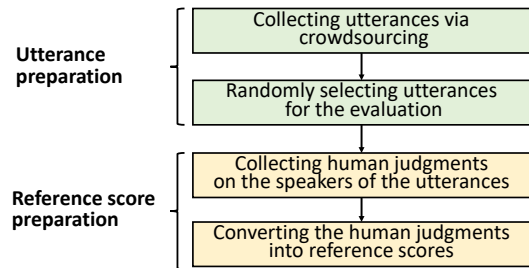 Utterance
preparation
Collecting utterances via
crowdsourcing
Randomly selecting utterances
for the evaluation
Reference score
preparation
Collecting human judgments
on the speakers of the utterances
Converting the human judgments
into reference scores